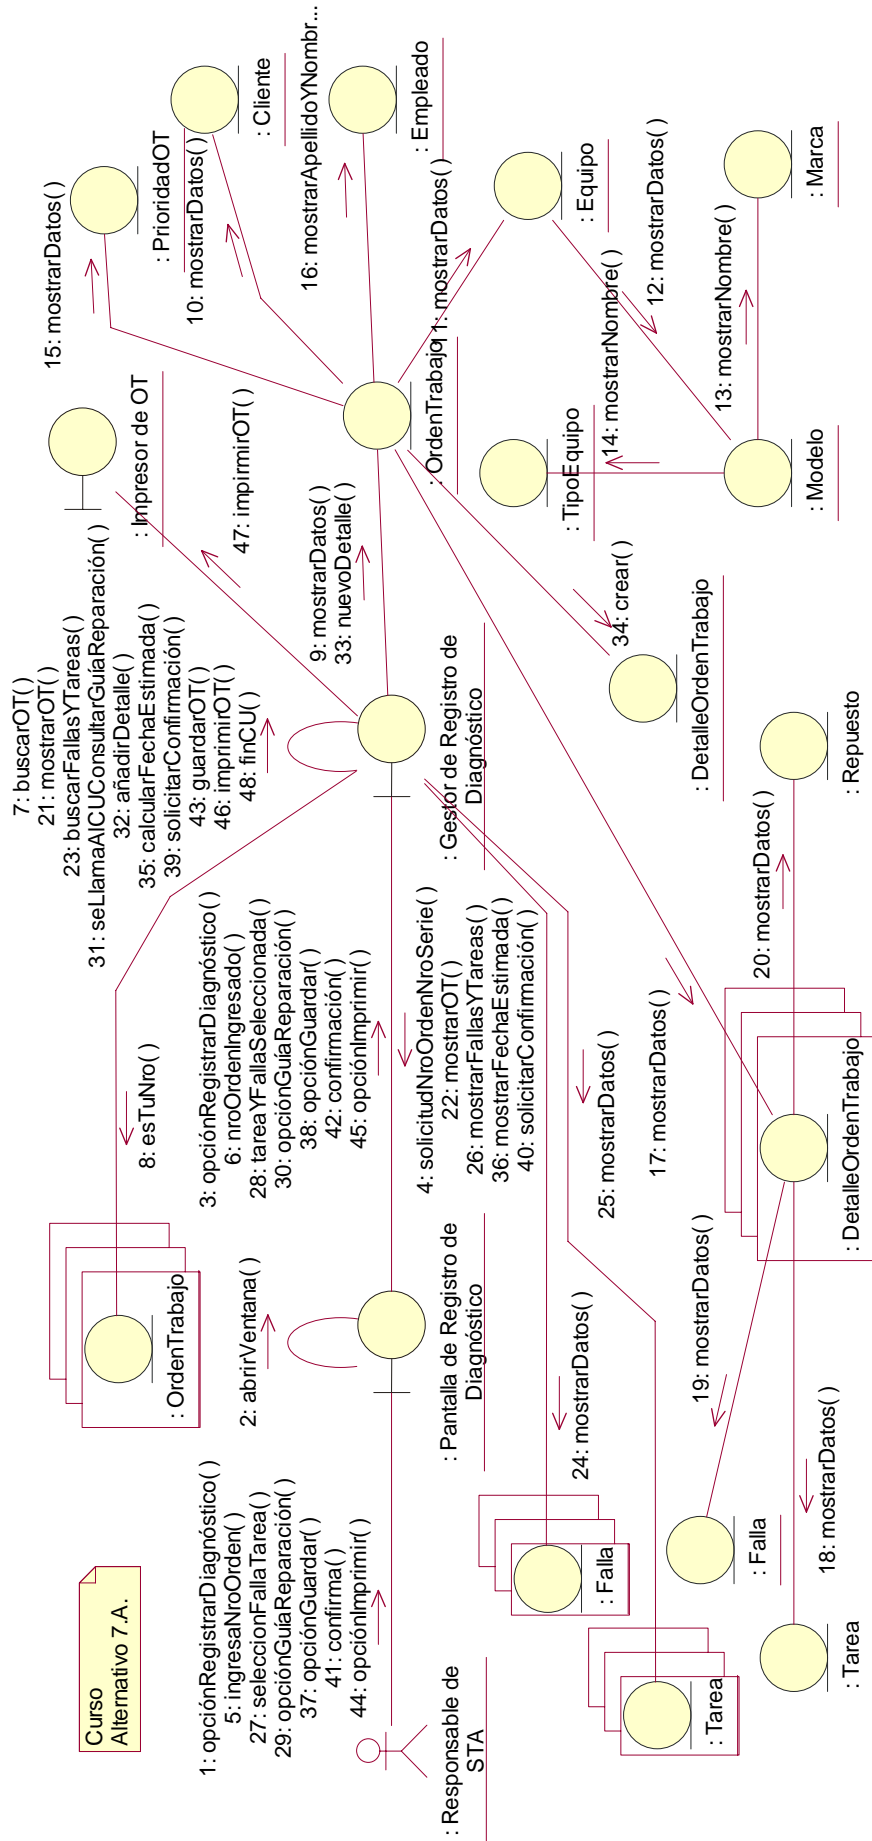 Curso
Alternativo 7.A.
: Responsable de
STA
1: opciónRegistrarDiagnóstico( )
5: ingresaNroOrden( )
27: seleccionFallaTarea( )
29: opciónGuíaReparación( )
37: opciónGuardar( )
41: confirma( )
44: opciónImprimir( )
2: abrirVentana( )
: Pantalla de Registro de
Diagnóstico
: OrdenTrabajo
8: esTuNro( )
3: opciónRegistrarDiagnóstico( )
6: nroOrdenIngresado( )
28: tareaYFallaSeleccionada( )
30: opciónGuíaReparación( )
38: opciónGuardar( )
42: confirmación( )
45: opciónImprimir( )
4: solicitudNroOrdenNroSerie( )
22: mostrarOT( )
26: mostrarFallasYTareas( )
36: mostrarFechaEstimada( )
40: solicitarConfirmación( )
7: buscarOT( )
21: mostrarOT( )
23: buscarFallasYTareas( )
31: seLlamaAlCUConsultarGuíaReparación( )
32: añadirDetalle( )
35: calcularFechaEstimada( )
39: solicitarConfirmación( )
43: guardarOT( )
46: imprimirOT( )
48: finCU( )
: Gestor de Registro de
Diagnóstico
: Impresor de OT
47: impirmirOT( )
9: mostrarDatos( )
33: nuevoDetalle( )
: OrdenTrabajo
15: mostrarDatos( )
: PrioridadOT
10: mostrarDatos( )
: Cliente
16: mostrarApellidoYNombr...
: Empleado
11: mostrarDatos( )
: Equipo
12: mostrarDatos( )
: Marca
13: mostrarNombre( )
14: mostrarNombre( )
: TipoEquipo
: Modelo
34: crear( )
: DetalleOrdenTrabajo
: Repuesto
20: mostrarDatos( )
17: mostrarDatos( )
: DetalleOrdenTrabajo
25: mostrarDatos( )
24: mostrarDatos( )
19: mostrarDatos( )
18: mostrarDatos( )
: Falla
: Tarea
: Falla
: Tarea